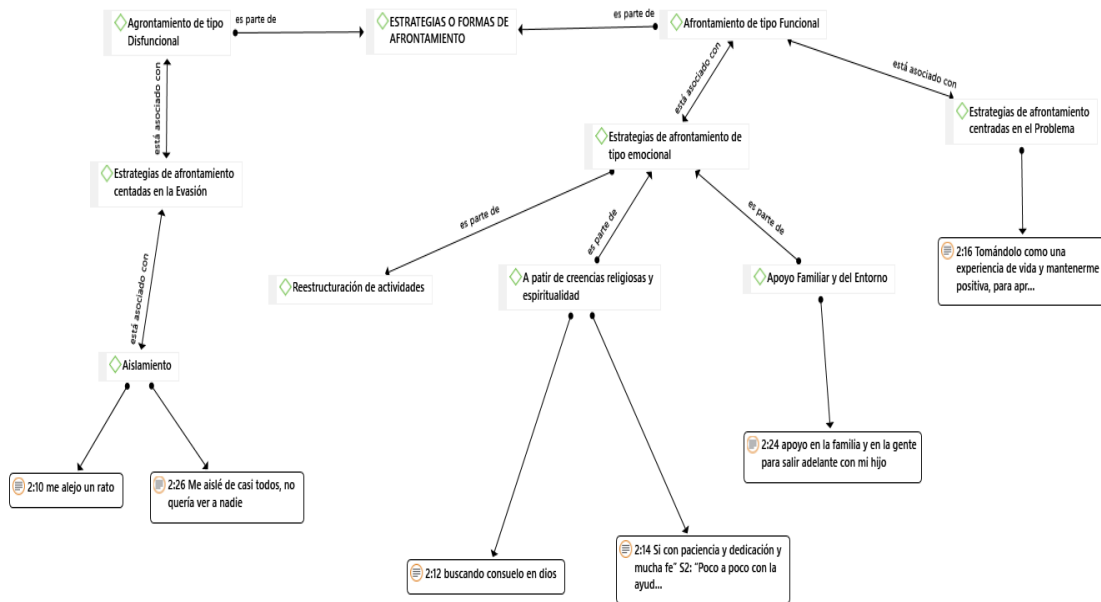 Agrontamiento de tipo
Disfuncional
es parte de
ESTRATEGIAS O FORMAS DE
AFRONTAMIENTO
es parte de
Afrontamiento de tipo Funcional
está asociado con
está asociado con
está asociado con
Estrategias de afrontamiento
centradas en el Problema
Estrategias de afrontamiento de
tipo emocional
Estrategias de afrontamiento
centadas en la Evasión
es parte de
es parte de
es parte de
2:16 Tomándolo como una
experiencia de vida y mantenerme
positiva, para apr...
está asociado con
Reestructuración de actividades
A patir de creencias religiosas y
espiritualidad
Apoyo Familiar y del Entorno
Aislamiento
2:24 apoyo en la familia y en la gente
para salir adelante con mi hijo
2:10 me alejo un rato
2:26 Me aislé de casi todos, no
quería ver a nadie
2:12 buscando consuelo en dios
2:14 Si con paciencia y dedicación y
mucha fe” S2: “Poco a poco con la
ayud...